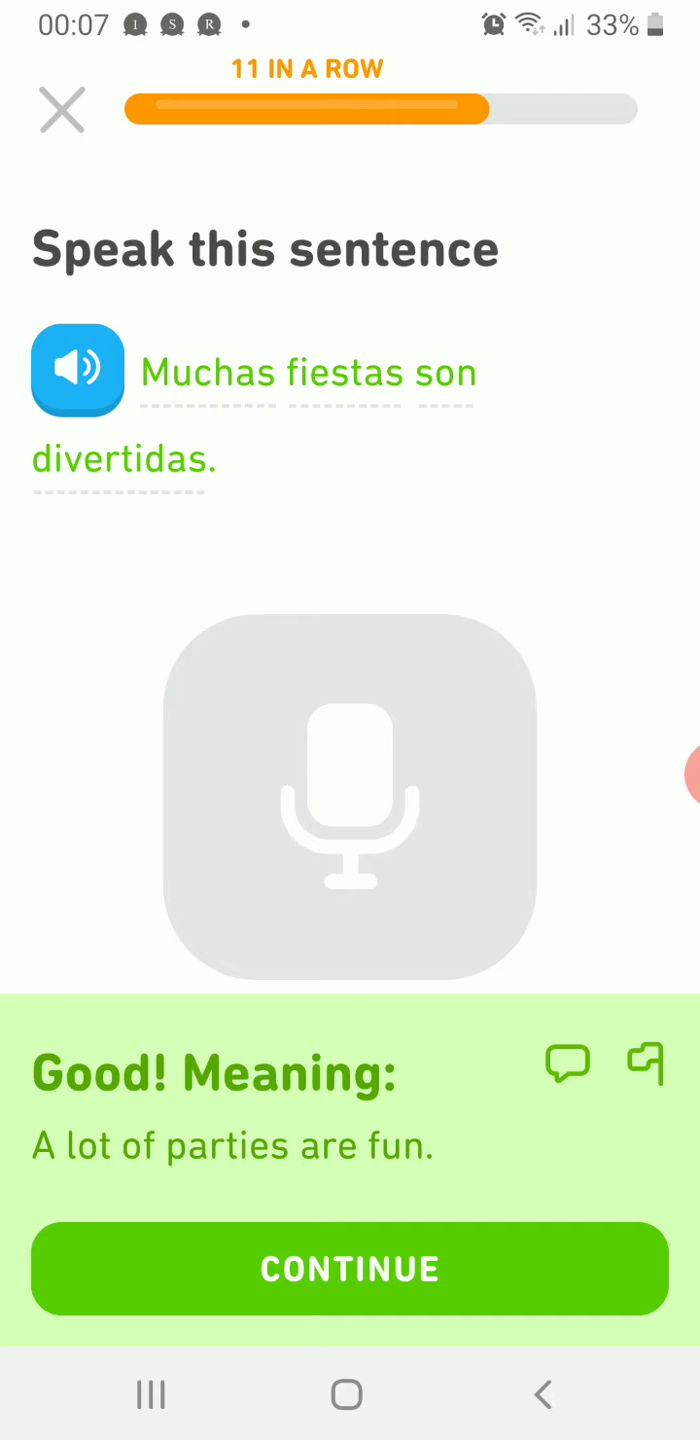 00:07 I S R • 33%
11 IN A ROW
Speak this sentence
Muchas fiestas son
divertidas.
Good! Meaning:
A lot of parties are fun.
CONTINUE